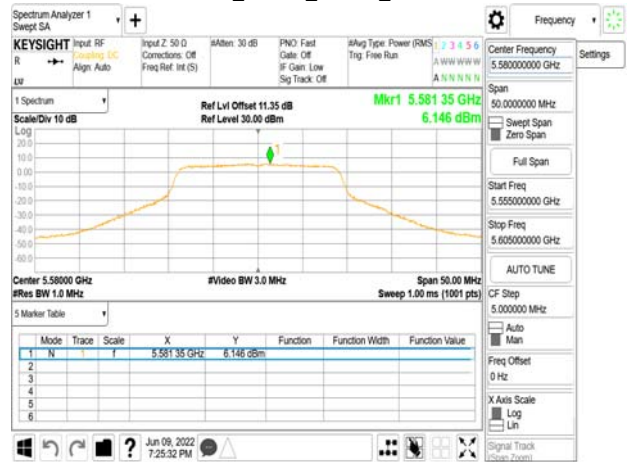 Spectrum Analyzer 1
Swept SA
+
Frequency
KEYSIGHT
R
Input: RF
Coupling: DC
Align: Auto
Input Z: 50 Ω
Corrections: Off
Freq Ref: Int (S)
#Atten: 30 dB
PNO: Fast
Gate: Off
IF Gain: Low
Sig Track: Off
#Avg Type: Power (RMS)
Trig: Free Run
1 2 3 4 5 6
A W W W W W
A N N N N N
Center Frequency
5.580000000 GHz
Settings
Span
50.0000000 MHz
Swept Span
Zero Span
Full Span
Start Freq
5.555000000 GHz
Stop Freq
5.605000000 GHz
AUTO TUNE
CF Step
5.000000 MHz
Auto
Man
Freq Offset
0 Hz
X Axis Scale
Log
Lin
Signal Track
(Span Zoom)
1 Spectrum
Scale/Div 10 dB
Ref Lvl Offset 11.35 dB
Ref Level 30.00 dBm
Mkr1 5.581 35 GHz
6.146 dBm
Log
20.0
10.0
0.00
-10.0
-20.0
-30.0
-40.0
-50.0
-60.0
1
Center 5.58000 GHz
#Res BW 1.0 MHz
#Video BW 3.0 MHz
Span 50.00 MHz
Sweep 1.00 ms (1001 pts)
5 Marker Table
Mode Trace Scale X Y Function Function Width Function Value
1 N 1 f 5.581 35 GHz 6.146 dBm
2
3
4
5
6
?
Jun 09, 2022
7:25:32 PM